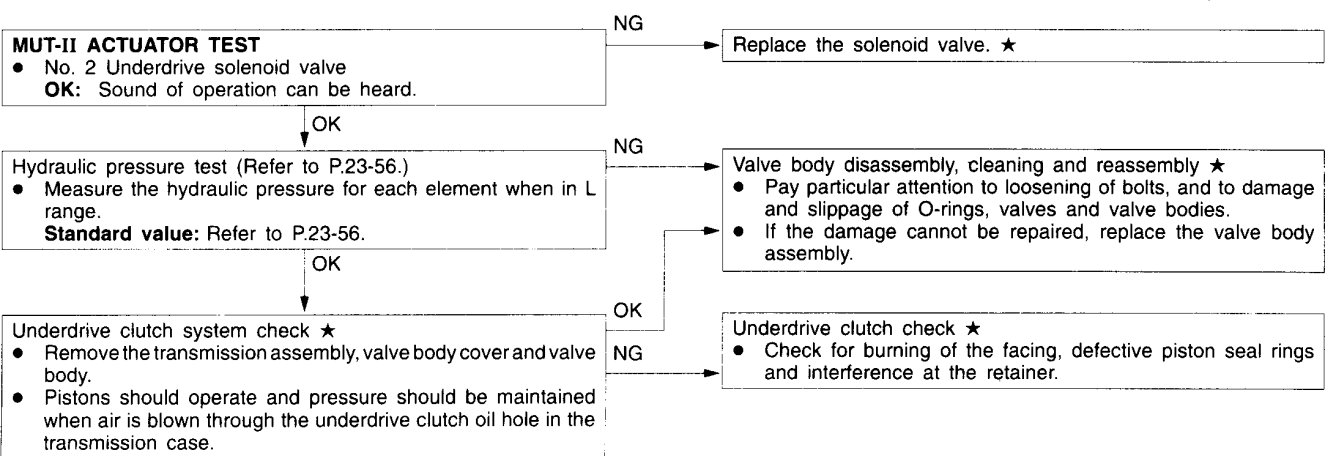 MUT-II ACTUATOR TEST
● No. 2 Underdrive solenoid valve
OK: Sound of operation can be heard.
NG
Replace the solenoid valve. ★
OK
Hydraulic pressure test (Refer to P.23-56.)
● Measure the hydraulic pressure for each element when in L
range.
Standard value: Refer to P.23-56.
NG
Valve body disassembly, cleaning and reassembly ★
● Pay particular attention to loosening of bolts, and to damage
and slippage of O-rings, valves and valve bodies.
● If the damage cannot be repaired, replace the valve body
assembly.
OK
Underdrive clutch system check ★
● Remove the transmission assembly, valve body cover and valve
body.
● Pistons should operate and pressure should be maintained
when air is blown through the underdrive clutch oil hole in the
transmission case.
OK
NG
Underdrive clutch check ★
● Check for burning of the facing, defective piston seal rings
and interference at the retainer.